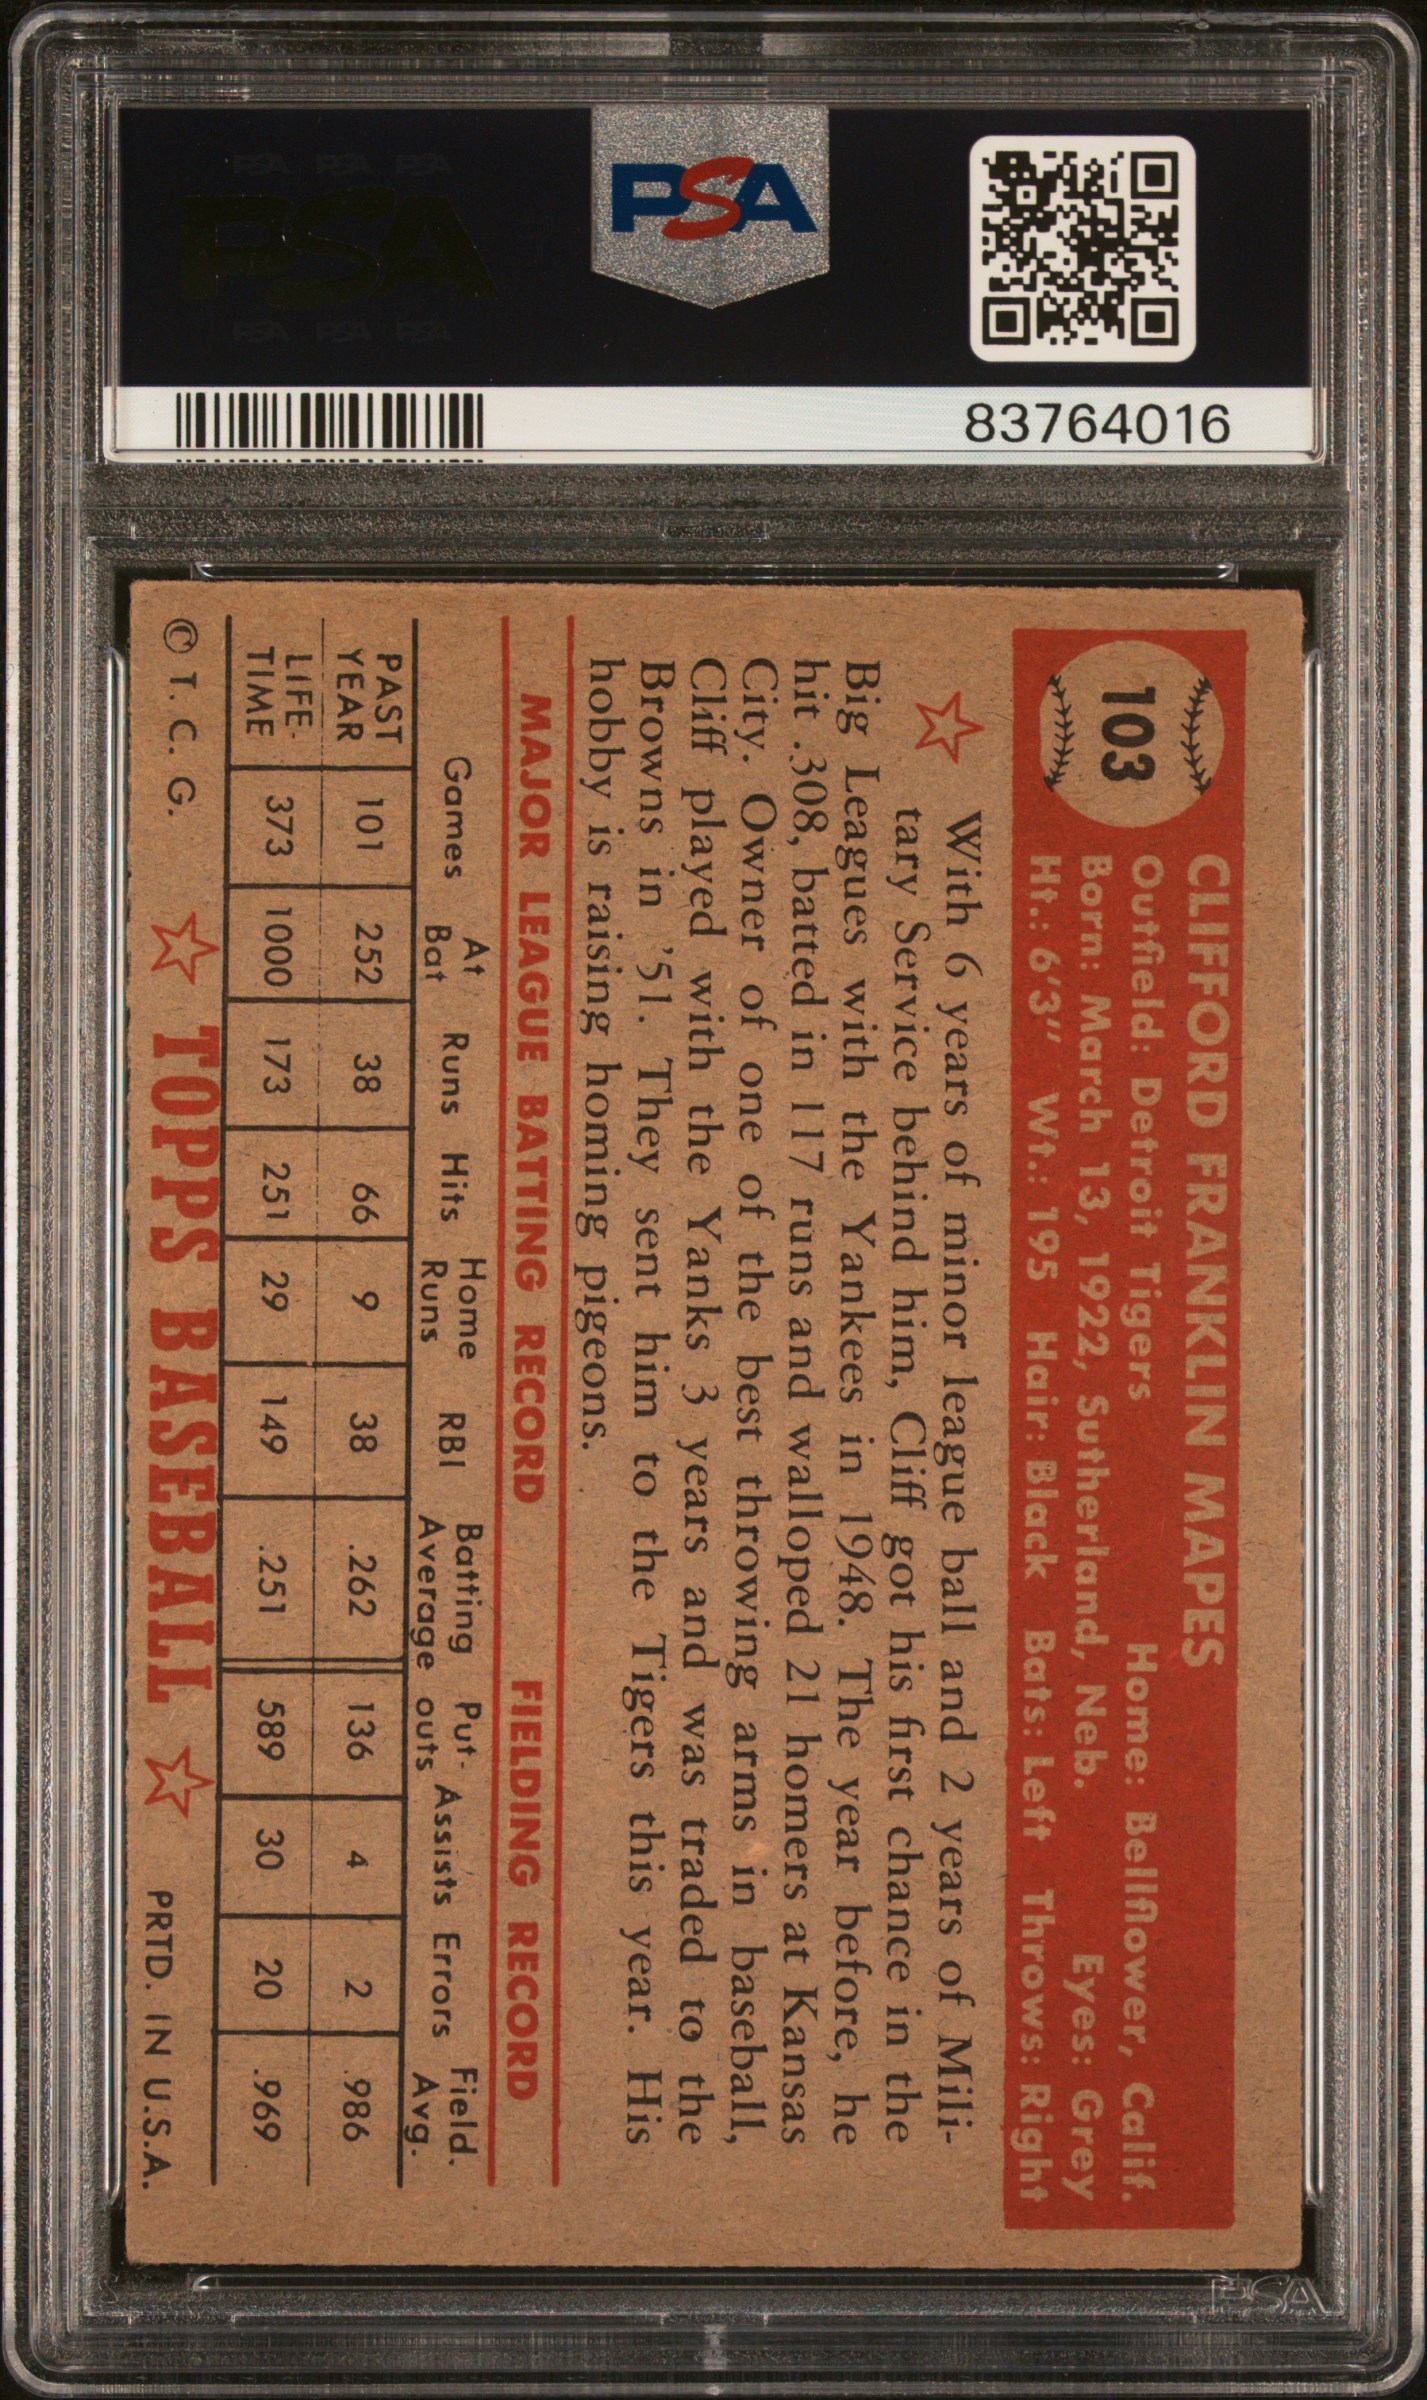 PSA PSA PSA
PSA
PSA PSA PSA
PSA
83764016
103
CLIFFORD FRANKLIN MAPES
Outfield: Detroit Tigers Home: Bellflower, Calif.
Born: March 13, 1922, Sutherland, Neb. Eyes: Grey
Ht.: 6'3" Wt.: 195 Hair: Black Bats: Left Throws: Right
With 6 years of minor league ball and 2 years of Mili-
tary Service behind him, Cliff got his first chance in the
Big Leagues with the Yankees in 1948. The year before, he
hit .308, batted in 117 runs and walloped 21 homers at Kansas
City. Owner of one of the best throwing arms in baseball,
Cliff played with the Yanks 3 years and was traded to the
Browns in '51. They sent him to the Tigers this year. His
hobby is raising homing pigeons.
MAJOR LEAGUE BATTING RECORD FIELDING RECORD
Games At Bat Runs Hits Home Runs RBI Batting Average Put-outs Assists Errors Field. Avg.
PAST YEAR 101 252 38 66 9 38 .262 136 4 2 .986
LIFE-TIME 373 1000 173 251 29 149 .251 589 30 20 .969
© T. C. G. TOPPS BASEBALL PRTD. IN U.S.A.
PSA